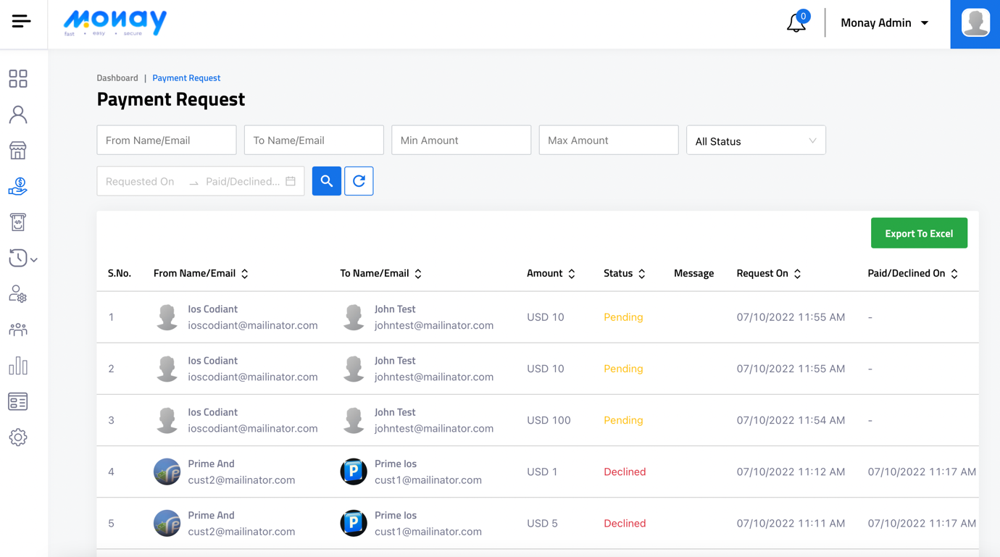 Monay
fast • easy • secure
0
Monay Admin
Dashboard | Payment Request
Payment Request
From Name/Email To Name/Email Min Amount Max Amount All Status
Requested On → Paid/Declined...
Export To Excel
S.No. From Name/Email To Name/Email Amount Status Message Request On Paid/Declined On
1 Ios Codiant ioscodiant@mailinator.com John Test johntest@mailinator.com USD 10 Pending 07/10/2022 11:55 AM -
2 Ios Codiant ioscodiant@mailinator.com John Test johntest@mailinator.com USD 10 Pending 07/10/2022 11:55 AM -
3 Ios Codiant ioscodiant@mailinator.com John Test johntest@mailinator.com USD 100 Pending 07/10/2022 11:54 AM -
4 Prime And cust2@mailinator.com Prime Ios cust1@mailinator.com USD 1 Declined 07/10/2022 11:12 AM 07/10/2022 11:17 AM
5 Prime And cust2@mailinator.com Prime Ios cust1@mailinator.com USD 5 Declined 07/10/2022 11:11 AM 07/10/2022 11:17 AM